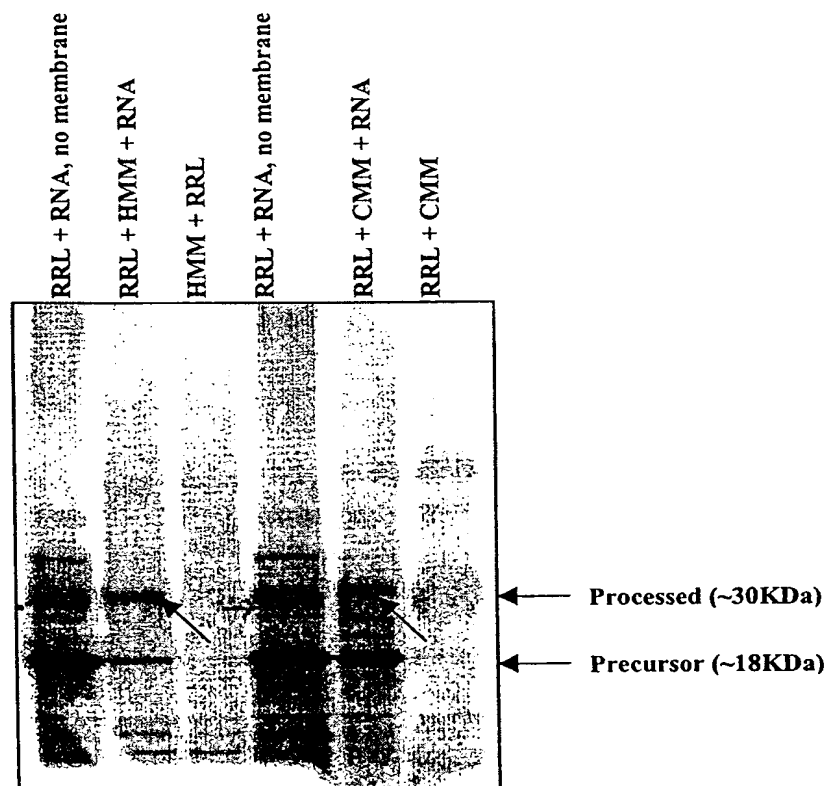 RRL + RNA, no membrane
RRL + HMM + RNA
HMM + RRL
RRL + RNA, no membrane
RRL + CMM + RNA
RRL + CMM
Processed (~30KDa)
Precursor (~18KDa)